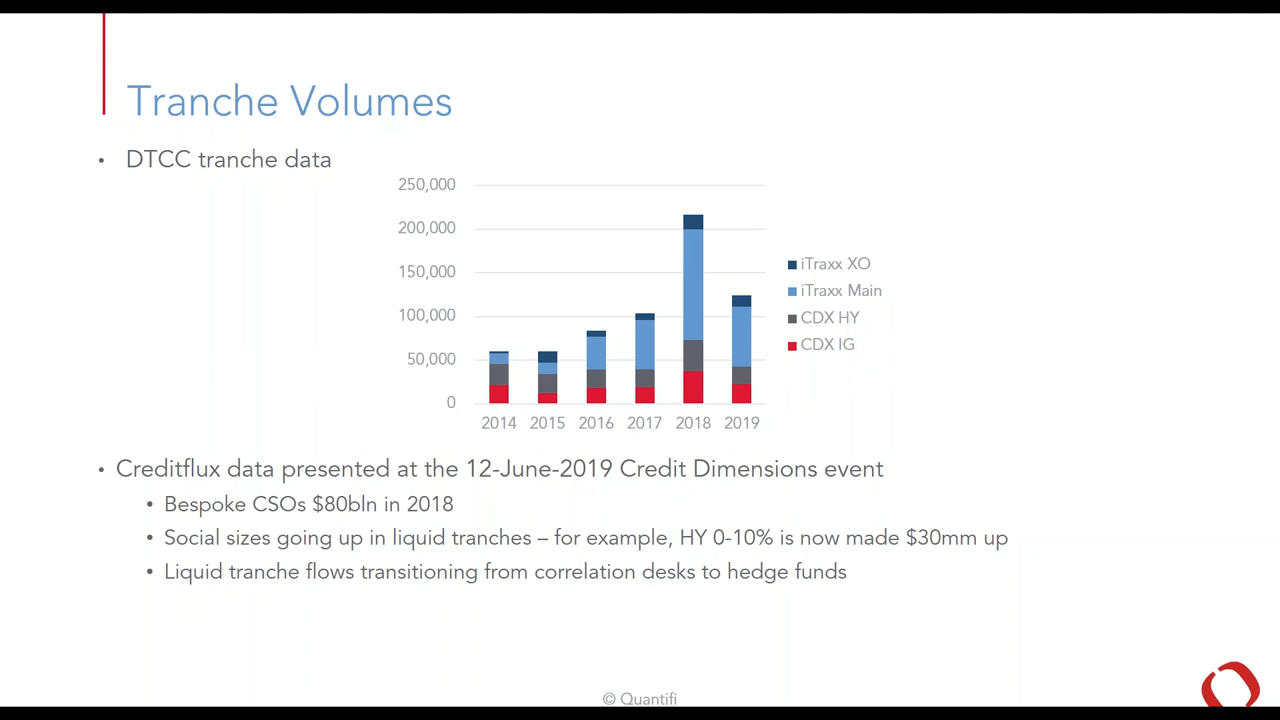 Tranche Volumes
• DTCC tranche data
250,000
200,000
150,000
100,000
50,000
0
2014 2015 2016 2017 2018 2019
iTraxx XO
iTraxx Main
CDX HY
CDX IG
• Creditflux data presented at the 12-June-2019 Credit Dimensions event
• Bespoke CSOs $80bln in 2018
• Social sizes going up in liquid tranches – for example, HY 0-10% is now made $30mm up
• Liquid tranche flows transitioning from correlation desks to hedge funds
© Quantifi